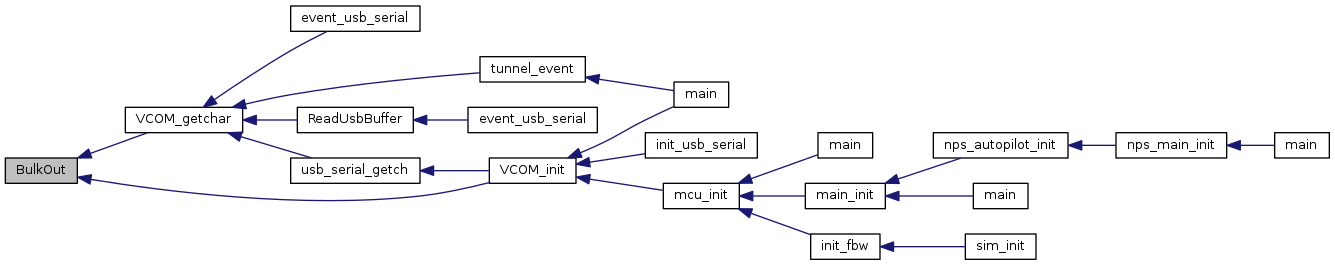 event_usb_serial
tunnel_event
main
VCOM_getchar
ReadUsbBuffer
event_usb_serial
init_usb_serial
main
nps_autopilot_init
nps_main_init
main
BulkOut
usb_serial_getch
VCOM_init
mcu_init
main_init
main
init_fbw
sim_init